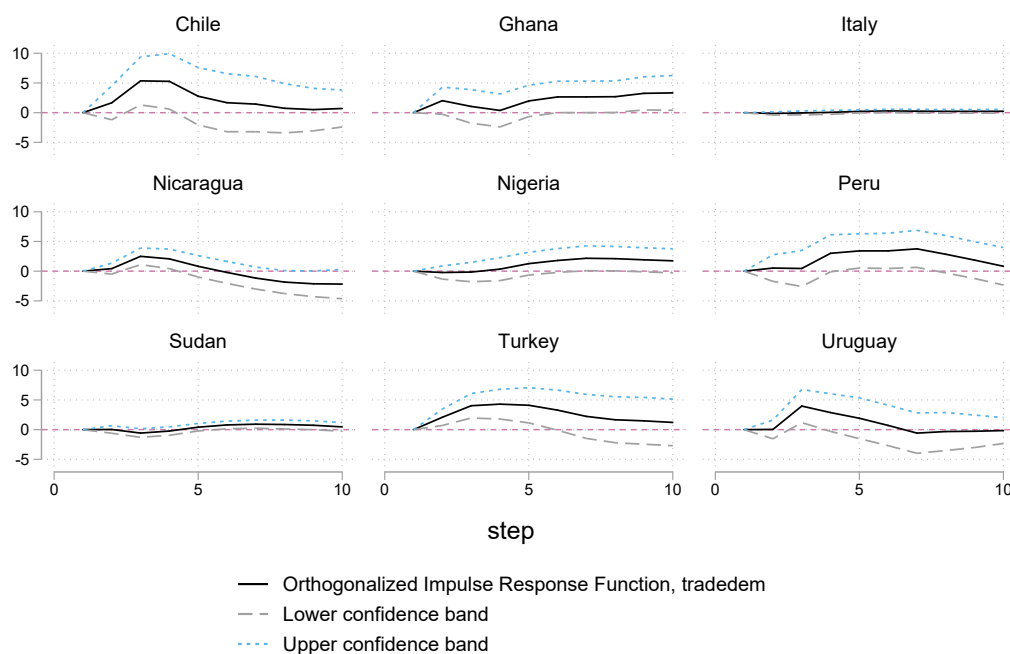 Chile Ghana Italy
10
5
0
-5
Nicaragua Nigeria Peru
10
5
0
-5
Sudan Turkey Uruguay
10
5
0
-5
0 5 10 0 5 10 0 5 10
step
Orthogonalized Impulse Response Function, tradedem
Lower confidence band
Upper confidence band